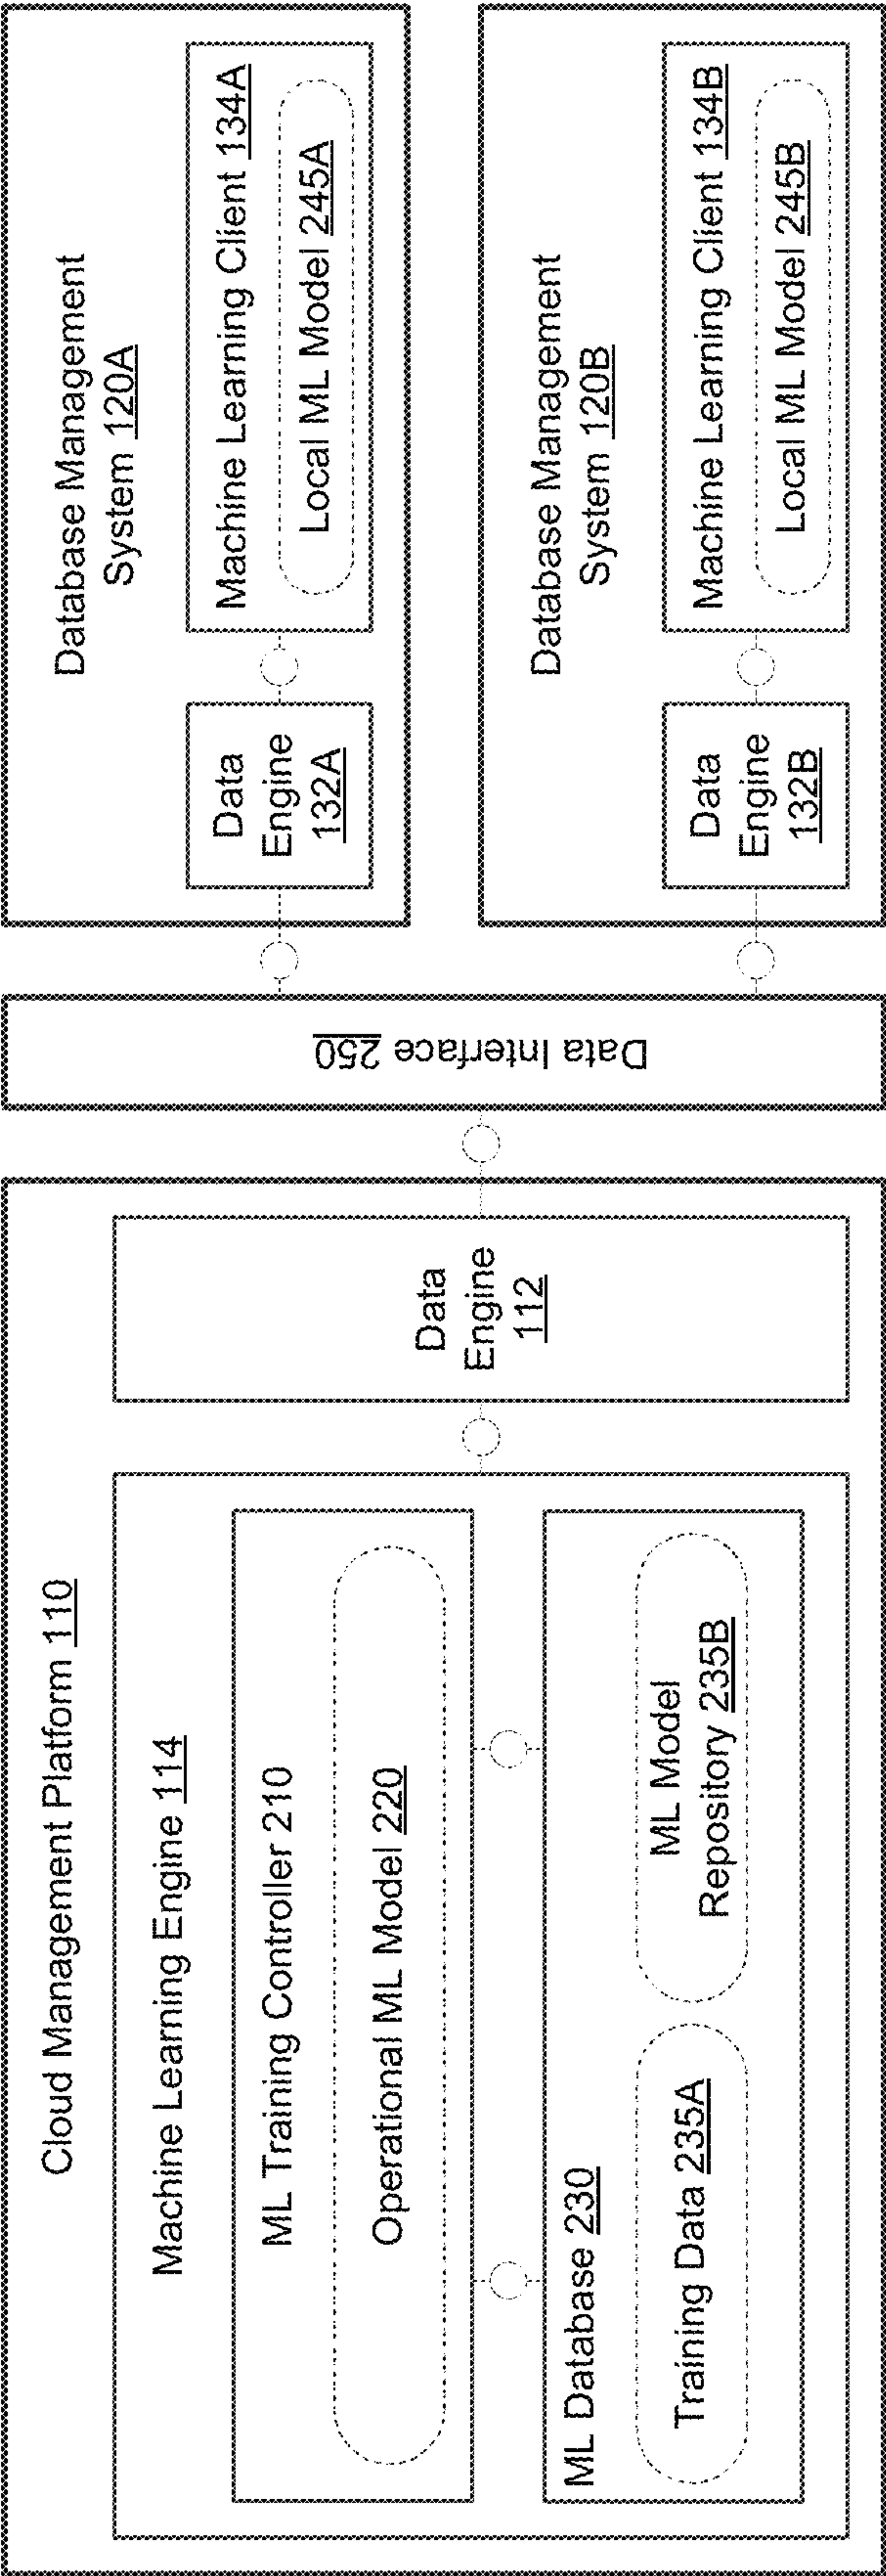 Cloud Management Platform 110
Machine Learning Engine 114
ML Training Controller 210
Operational ML Model 220
ML Database 230
Training Data 235A
ML Model
Repository 235B
Data
Engine
112
Data Interface 250
Database Management
System 120A
Data
Engine
132A
Machine Learning Client 134A
Local ML Model 245A
Database Management
System 120B
Data
Engine
132B
Machine Learning Client 134B
Local ML Model 245B